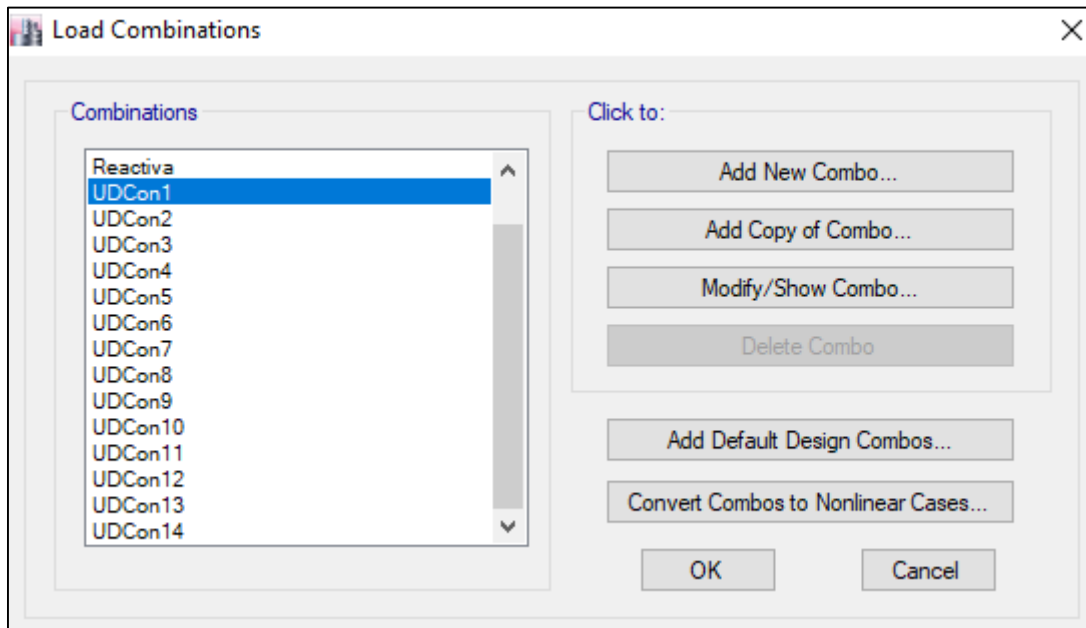 Load Combinations
Combinations
Reactiva
UDCon1
UDCon2
UDCon3
UDCon4
UDCon5
UDCon6
UDCon7
UDCon8
UDCon9
UDCon10
UDCon11
UDCon12
UDCon13
UDCon14
Click to:
Add New Combo...
Add Copy of Combo...
Modify/Show Combo...
Delete Combo
Add Default Design Combos...
Convert Combos to Nonlinear Cases...
OK
Cancel